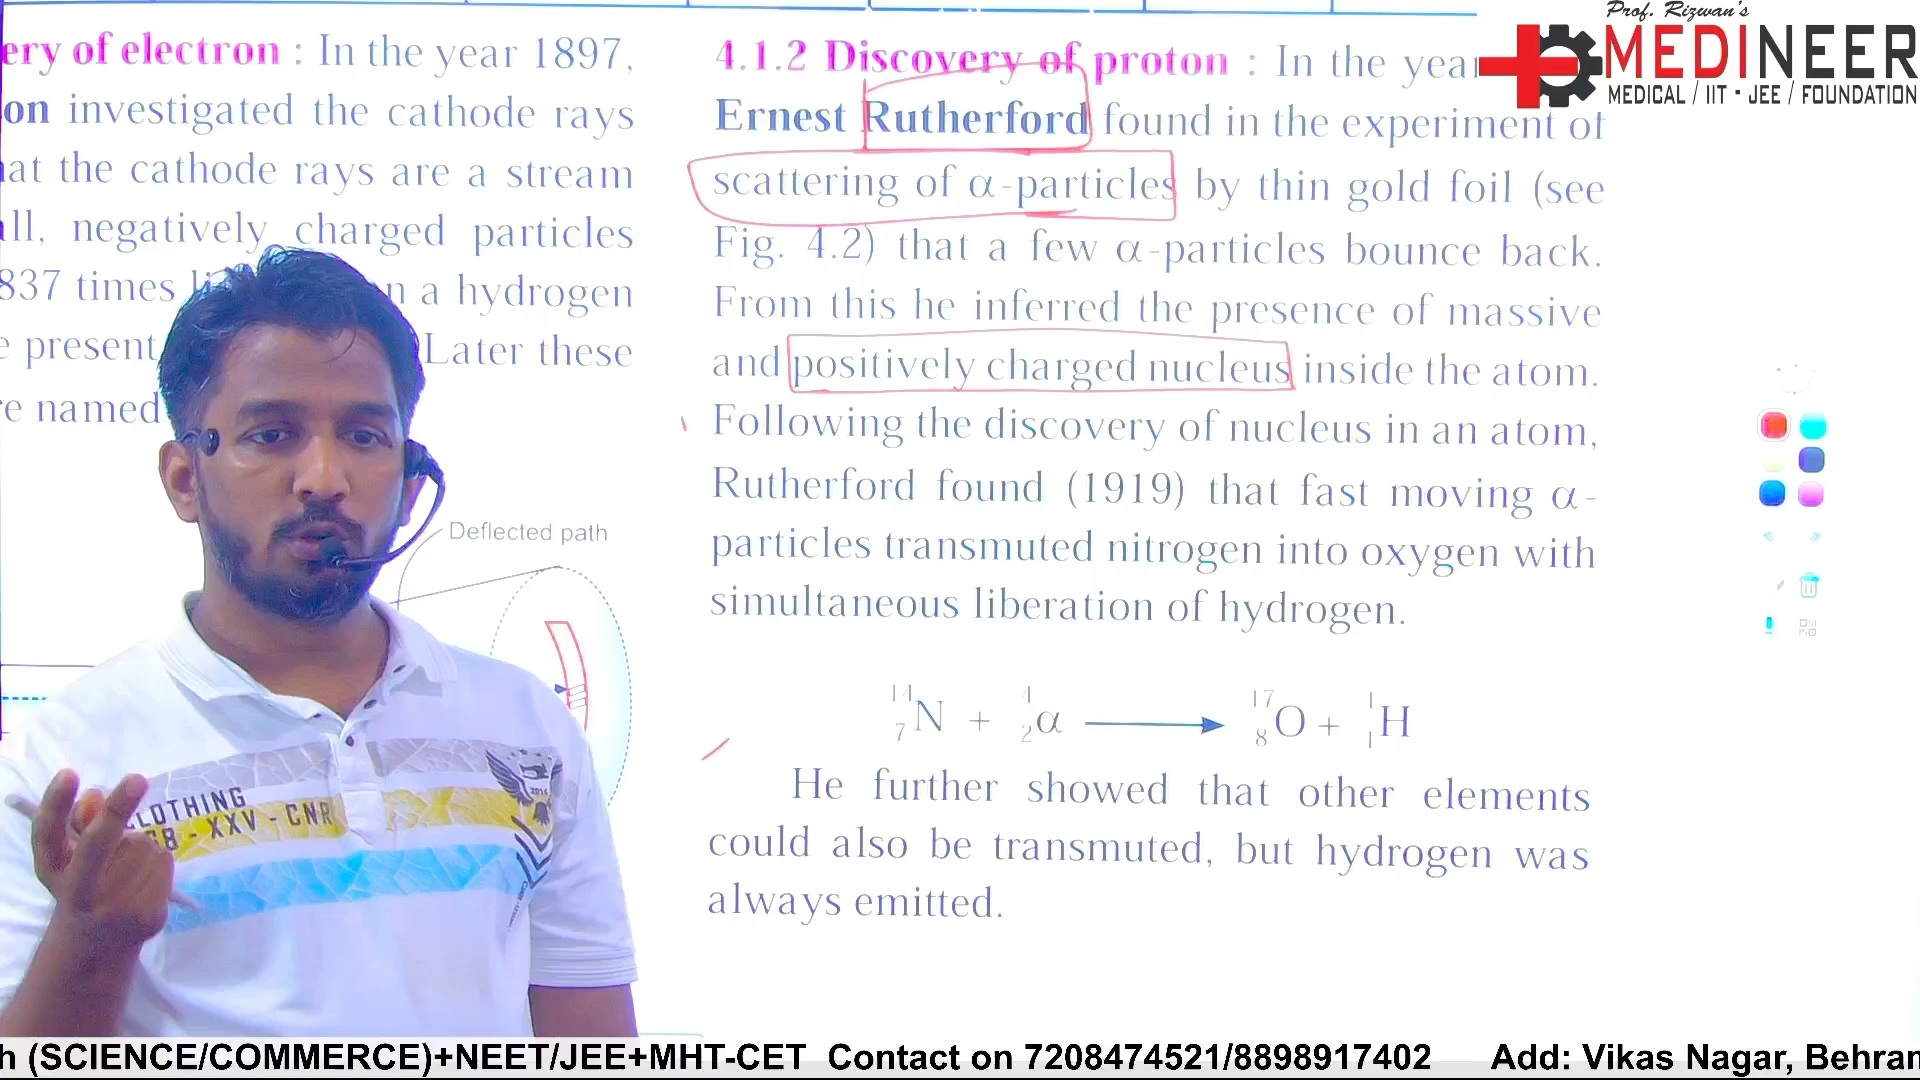 ery of electron : In the year 1897,
on investigated the cathode rays
at the cathode rays are a stream
all, negatively charged particles
837 times n a hydrogen
e present Later these
re named
Deflected path
4.1.2 Discovery of proton : In the year
Ernest Rutherford found in the experiment of
scattering of α-particles by thin gold foil (see
Fig. 4.2) that a few α-particles bounce back.
From this he inferred the presence of massive
and positively charged nucleus inside the atom.
Following the discovery of nucleus in an atom,
Rutherford found (1919) that fast moving α-
particles transmuted nitrogen into oxygen with
simultaneous liberation of hydrogen.
¹⁴₇N + ⁴₂α ⟶ ¹⁷₈O + ¹₁H
He further showed that other elements
could also be transmuted, but hydrogen was
always emitted.
Prof. Rizwan's
MEDINEER
MEDICAL / IIT - JEE / FOUNDATION
CLOTHING
68 - XXV - CNR
2014
h (SCIENCE/COMMERCE)+NEET/JEE+MHT-CET Contact on 7208474521/8898917402 Add: Vikas Nagar, Behran